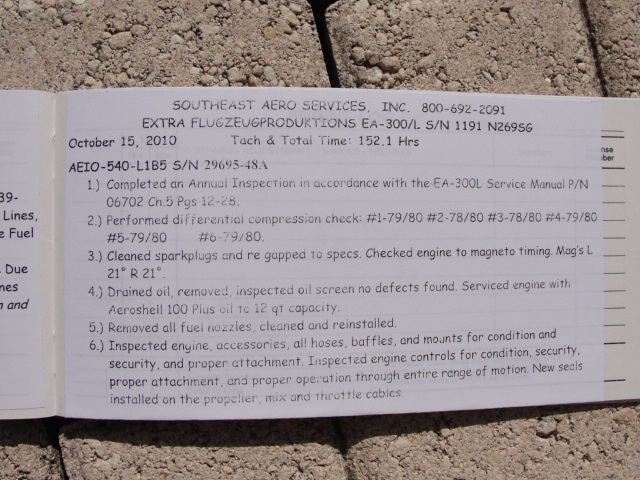 SOUTHEAST AERO SERVICES, INC. 800-692-2091
EXTRA FLUGZEUGPRODUKTIONS EA-300/L S/N 1191 N269SG
October 15, 2010 Tach & Total Time: 152.1 Hrs
AEIO-540-L1B5 S/N 29695-48A
1.) Completed an Annual Inspection in accordance with the EA-300L Service Manual P/N
06702 Ch.5 Pgs 12-28.
2.) Performed differential compression check: #1-79/80 #2-78/80 #3-78/80 #4-79/80
#5-79/80 #6-79/80.
3.) Cleaned sparkplugs and re gapped to specs. Checked engine to magneto timing. Mag's L
21° R 21°.
4.) Drained oil, removed, inspected oil screen no defects found. Serviced engine with
Aeroshell 100 Plus oil to 12 qt capacity.
5.) Removed all fuel nozzles, cleaned and reinstalled.
6.) Inspected engine, accessories, all hoses, baffles, and mounts for condition and
security, and proper attachment. Inspected engine controls for condition, security,
proper attachment, and proper operation through entire range of motion. New seals
installed on the propeller, mix and throttle cables.
39-
Lines,
e Fuel
Due
nes
n and
nse
ber